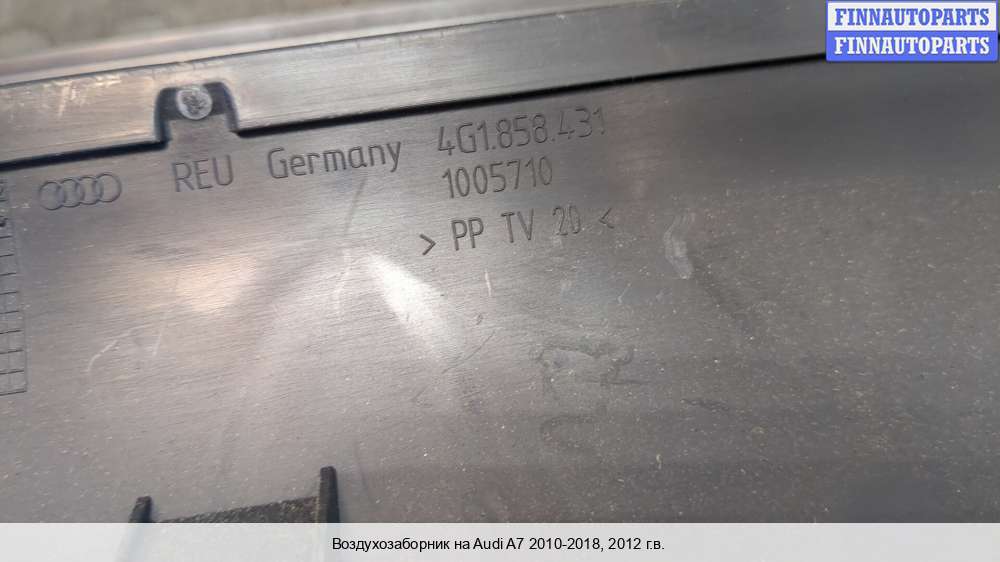 FINNAUTOPARTS
FINNAUTOPARTS
REU Germany 4G1.858.431
1005710
> PP TV 20 <
Воздухозаборник на Audi A7 2010-2018, 2012 г.в.